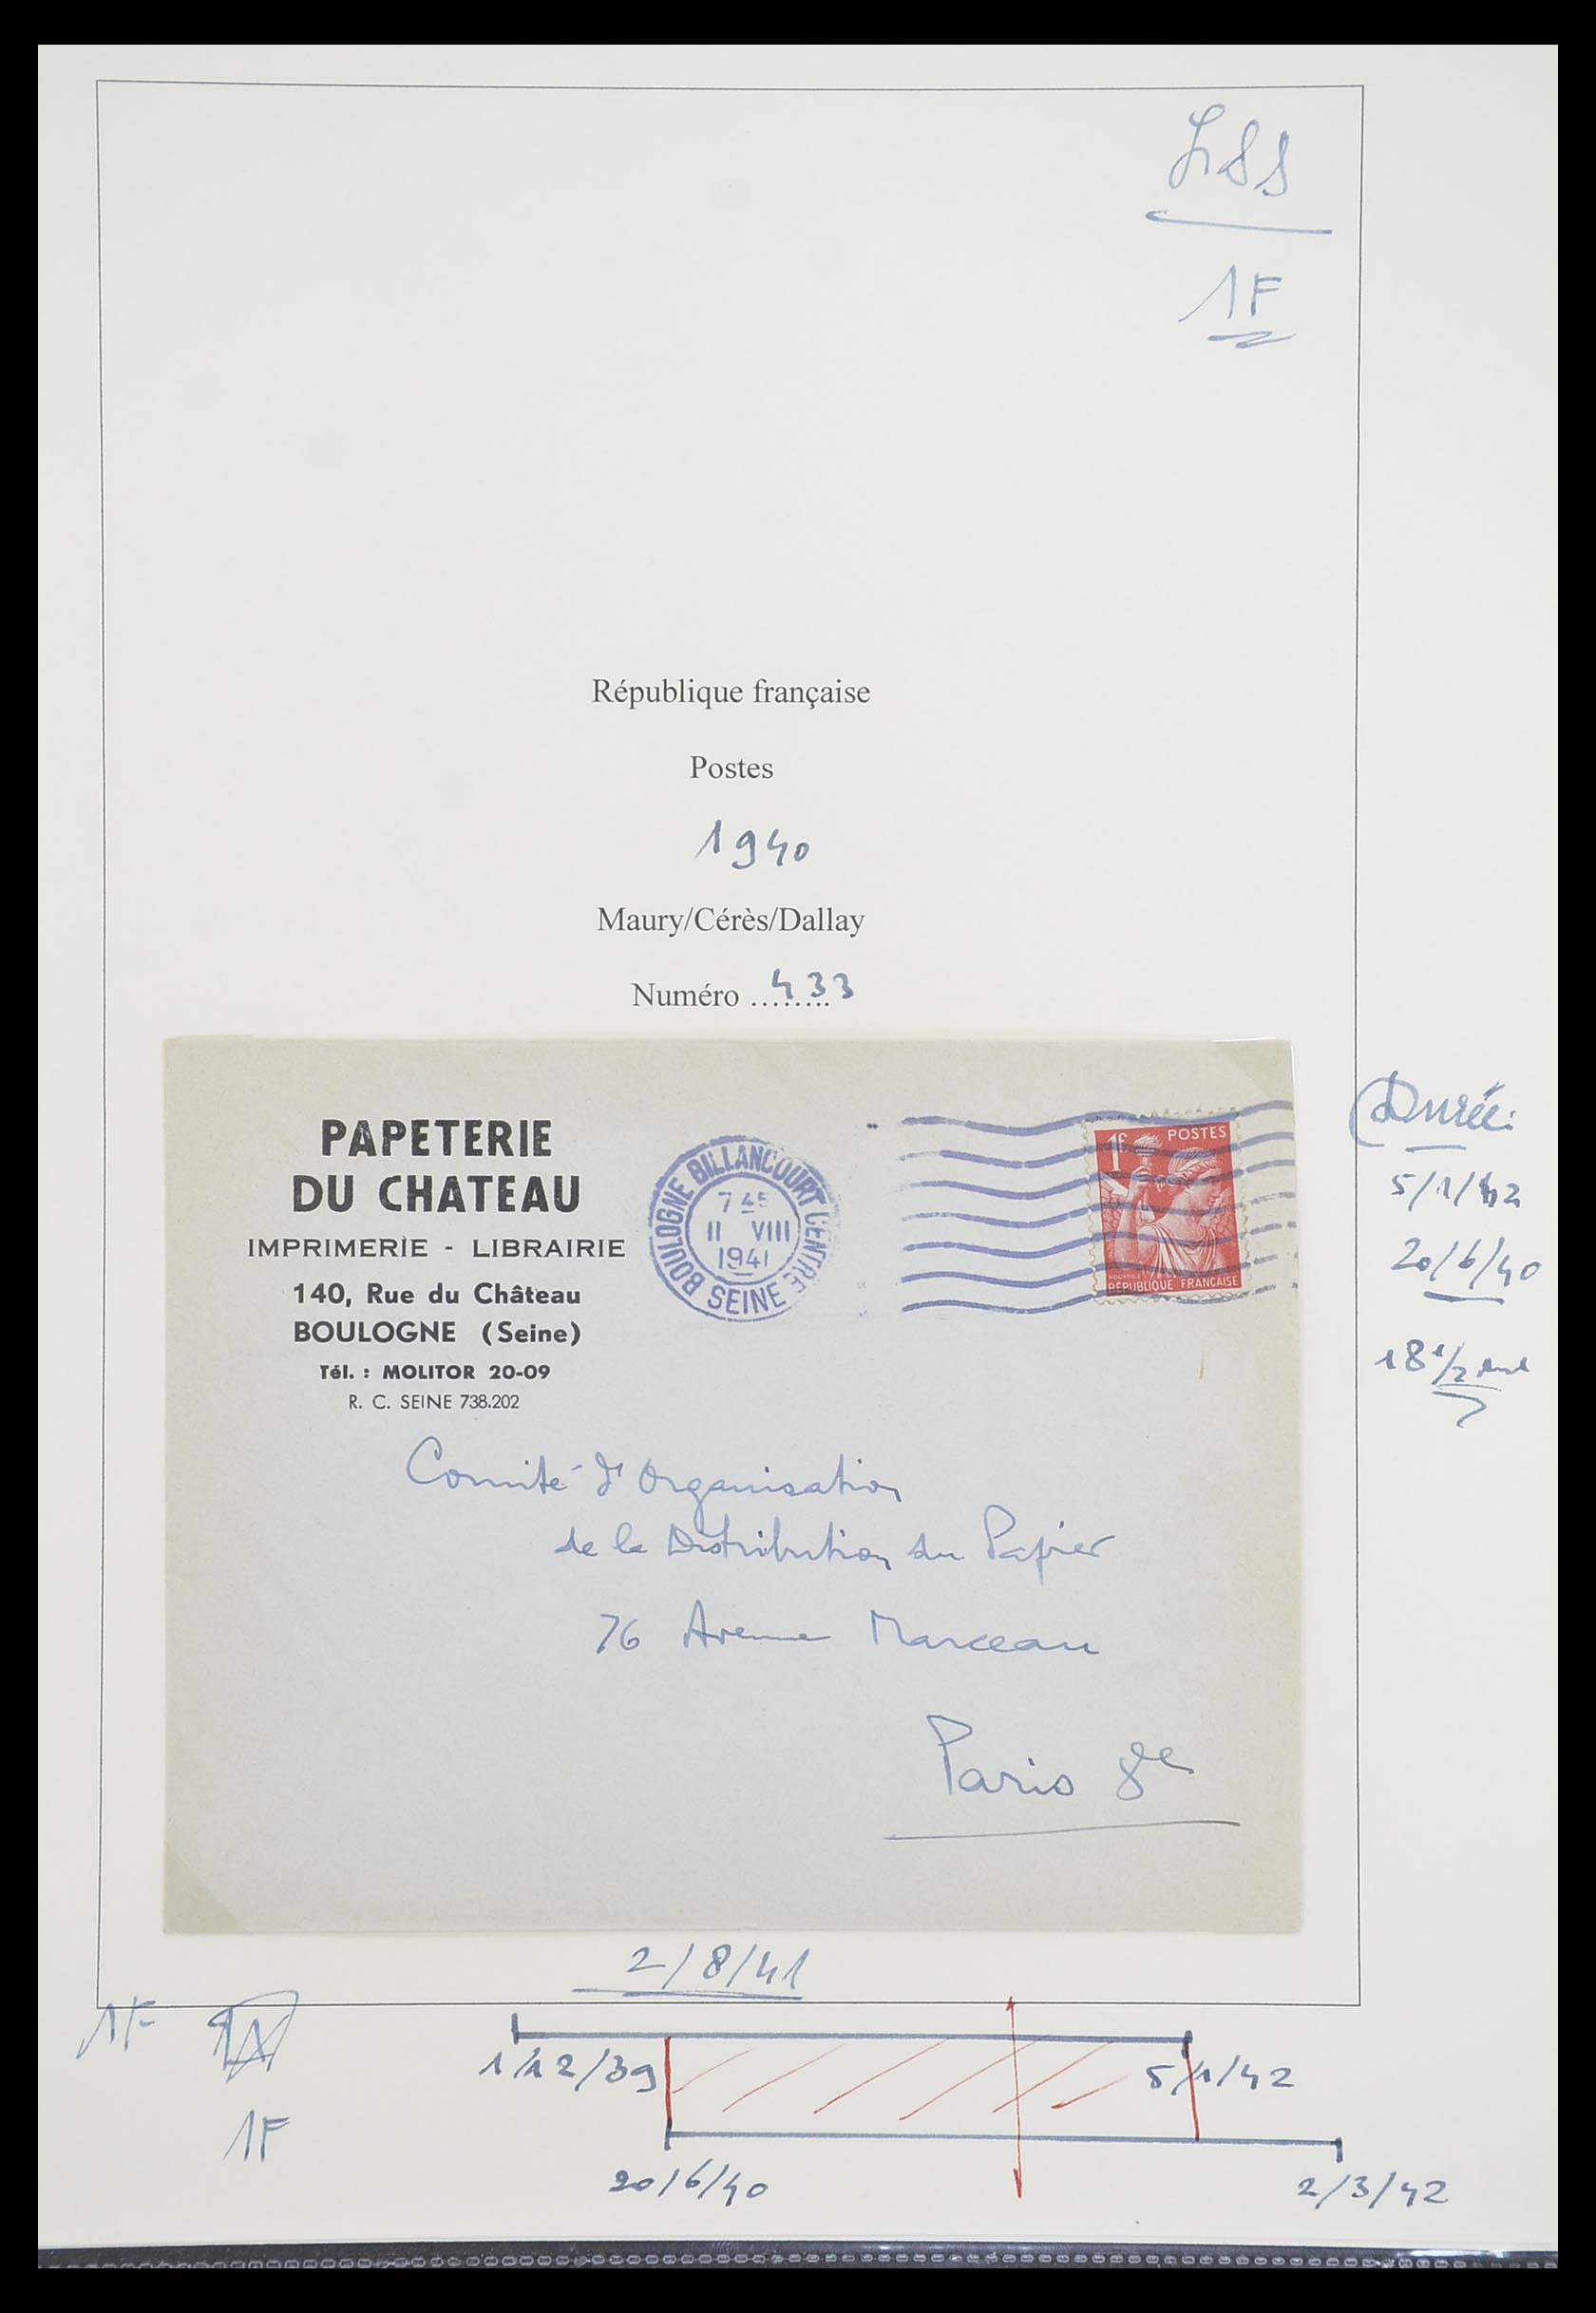 LSS
1F
République française
Postes
1940
Maury/Cérès/Dallay
Numéro ........433
PAPETERIE
DU CHATEAU
IMPRIMERIE - LIBRAIRIE
140, Rue du Château
BOULOGNE (Seine)
Tél. : MOLITOR 20-09
R. C. SEINE 738.202
BOULOGNE BILLANCOURT CENTRE
7 45
II VIII
1941
SEINE
1F POSTES
RÉPUBLIQUE FRANÇAISE
Durée:
5/1/42
20/6/40
18 1/2
Comité d'Organisation
de la Distribution du Papier
76 Avenue Marceau
Paris 8e
2/8/41
1F
1/12/39
5/1/42
1F
20/6/40
2/3/42